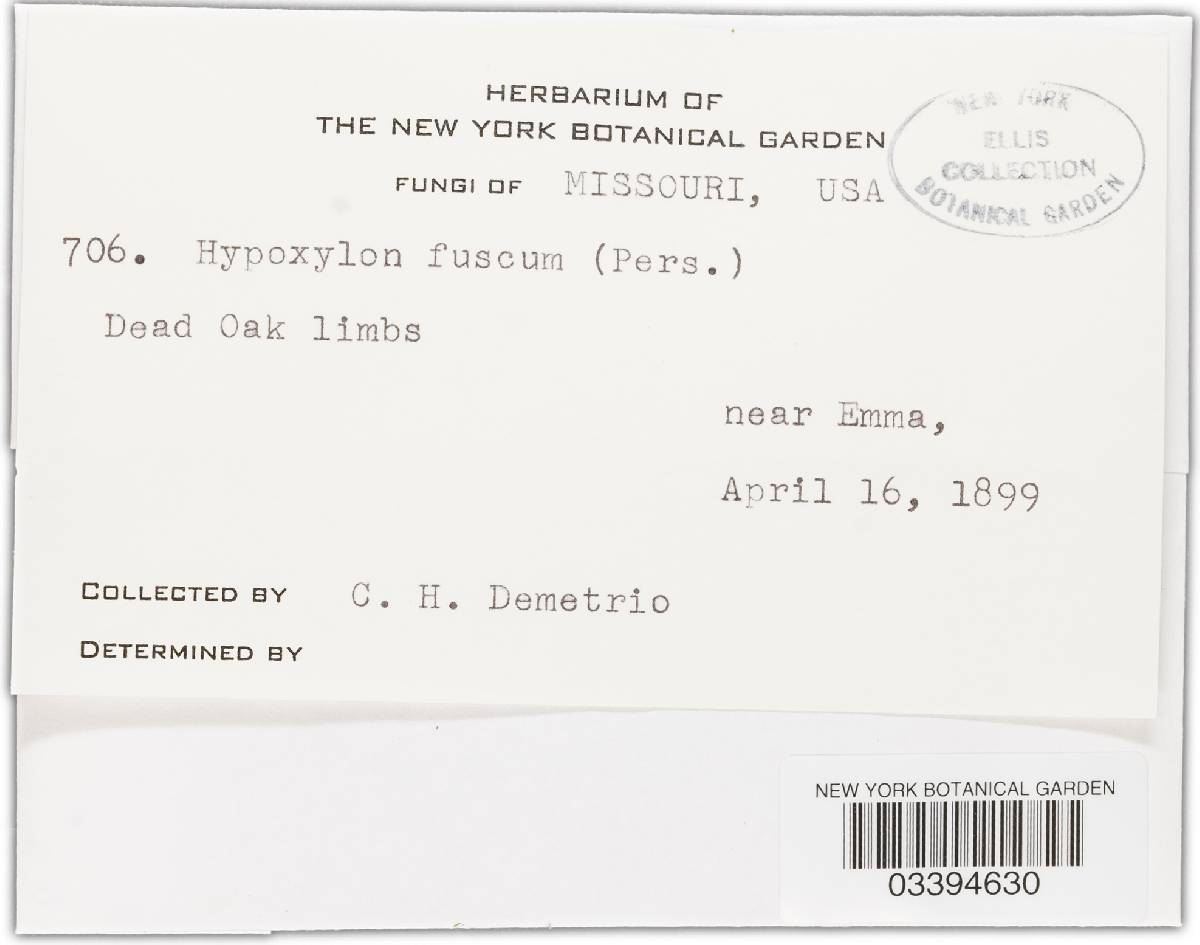 HERBARIUM OF
THE NEW YORK BOTANICAL GARDEN
FUNGI OF MISSOURI, USA
NEW YORK
ELLIS
COLLECTION
BOTANICAL GARDEN
706. Hypoxylon fuscum (Pers.)
Dead Oak limbs
near Emma,
April 16, 1899
COLLECTED BY C. H. Demetrio
DETERMINED BY
NEW YORK BOTANICAL GARDEN
03394630